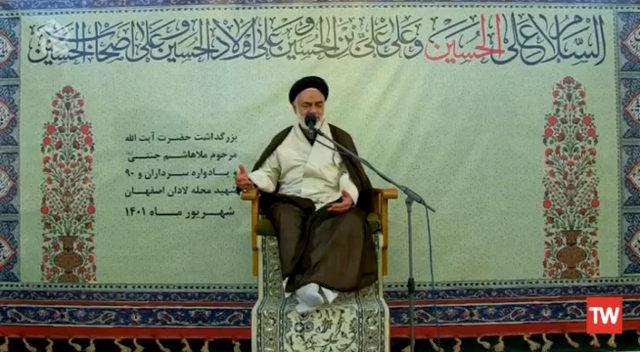 السلام علی الحسین و علی علی بن الحسین و علی اولاد الحسین و علی اصحاب الحسین
بزرگداشت حضرت آیت الله
مرحوم ملاهاشم جنتی
و یادواره سرداران و ۹۰
شهید محله لادان اصفهان
شهریور ماه ۱۴۰۱
TW